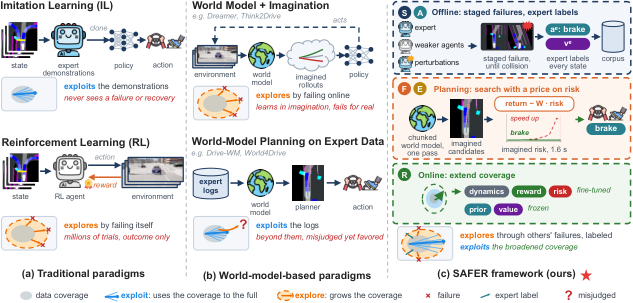 Imitation Learning (IL)
clone
state
expert
demonstrations
policy
action
exploits the demonstrations
never sees a failure or recovery
Reinforcement Learning (RL)
action
reward
state
RL agent
environment
explores by failing itself
millions of trials, outcome only
(a) Traditional paradigms
World Model + Imagination
e.g. Dreamer, Think2Drive
acts
environment
world
model
imagined
rollouts
policy
explores by failing online
learns in imagination, fails for real
World-Model Planning on Expert Data
e.g. Drive-WM, World4Drive
expert
logs
world
model
planner
action
?
exploits the logs
beyond them, misjudged yet favored
(b) World-model-based paradigms
S A Offline: staged failures, expert labels
expert
weaker agents
perturbations
staged failure,
until collision
aᵉ: brake
vᵉ
expert labels
every state
corpus
F E Planning: search with a price on risk
chunked
world model,
one pass
imagined
candidates
return − W · risk
speed up
brake
imagined risk, 1.6 s
brake
R Online: extend coverage
dynamics reward risk fine-tuned
prior value frozen
explores through others' failures, labeled
exploits the broadened coverage
(c) SAFER framework (ours)
data coverage
exploit: uses the coverage to the full
explore: grows the coverage
failure
expert label
? misjudged